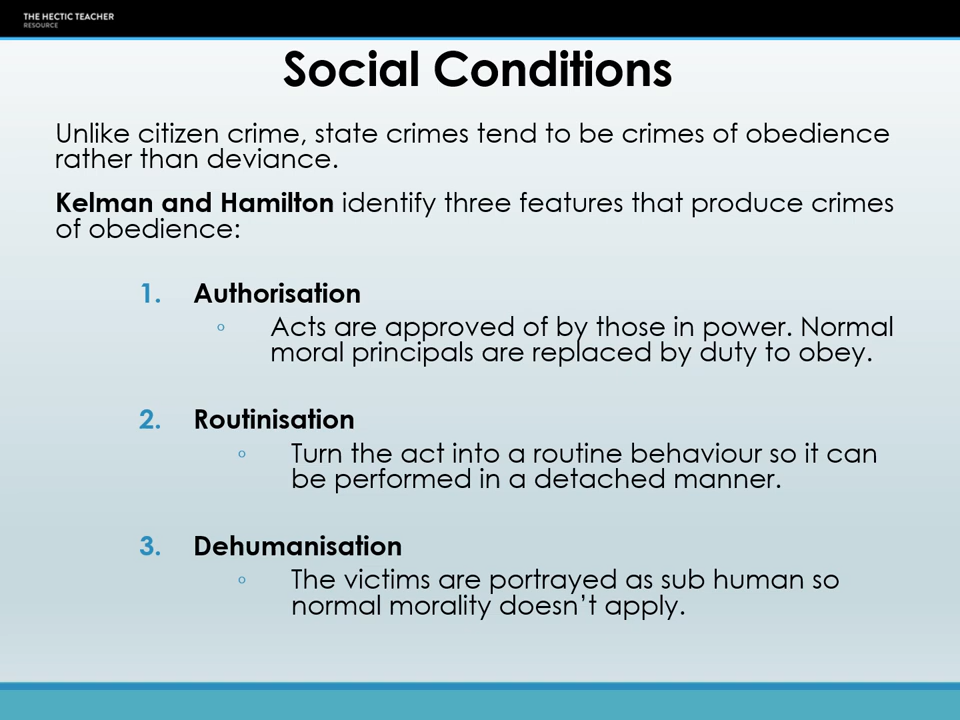 THE HECTIC TEACHER
RESOURCE
Social Conditions
Unlike citizen crime, state crimes tend to be crimes of obedience
rather than deviance.
Kelman and Hamilton identify three features that produce crimes
of obedience:
1. Authorisation
◦ Acts are approved of by those in power. Normal
moral principals are replaced by duty to obey.
2. Routinisation
◦ Turn the act into a routine behaviour so it can
be performed in a detached manner.
3. Dehumanisation
◦ The victims are portrayed as sub human so
normal morality doesn't apply.